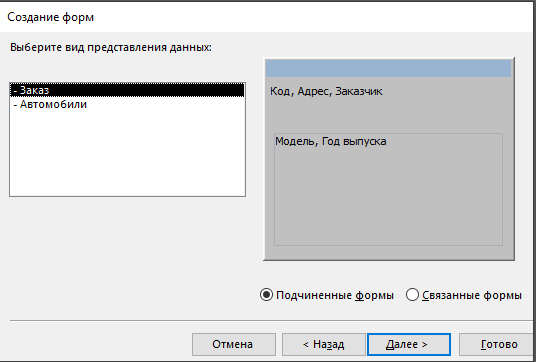 Создание форм
Выберите вид представления данных:
- Заказ
- Автомобили
Код, Адрес, Заказчик
Модель, Год выпуска
Подчиненные формы
Связанные формы
Отмена
< Назад
Далее >
Готово